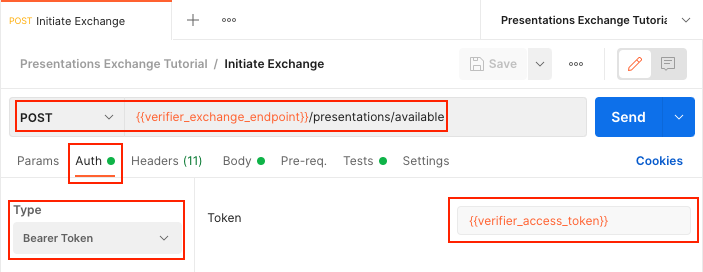 POST Initiate Exchange
Presentations Exchange Tutoria
Presentations Exchange Tutorial / Initiate Exchange
Save
POST {{verifier_exchange_endpoint}}/presentations/available
Send
Params Auth Headers (11) Body Pre-req. Tests Settings Cookies
Type
Bearer Token
Token
{{verifier_access_token}}